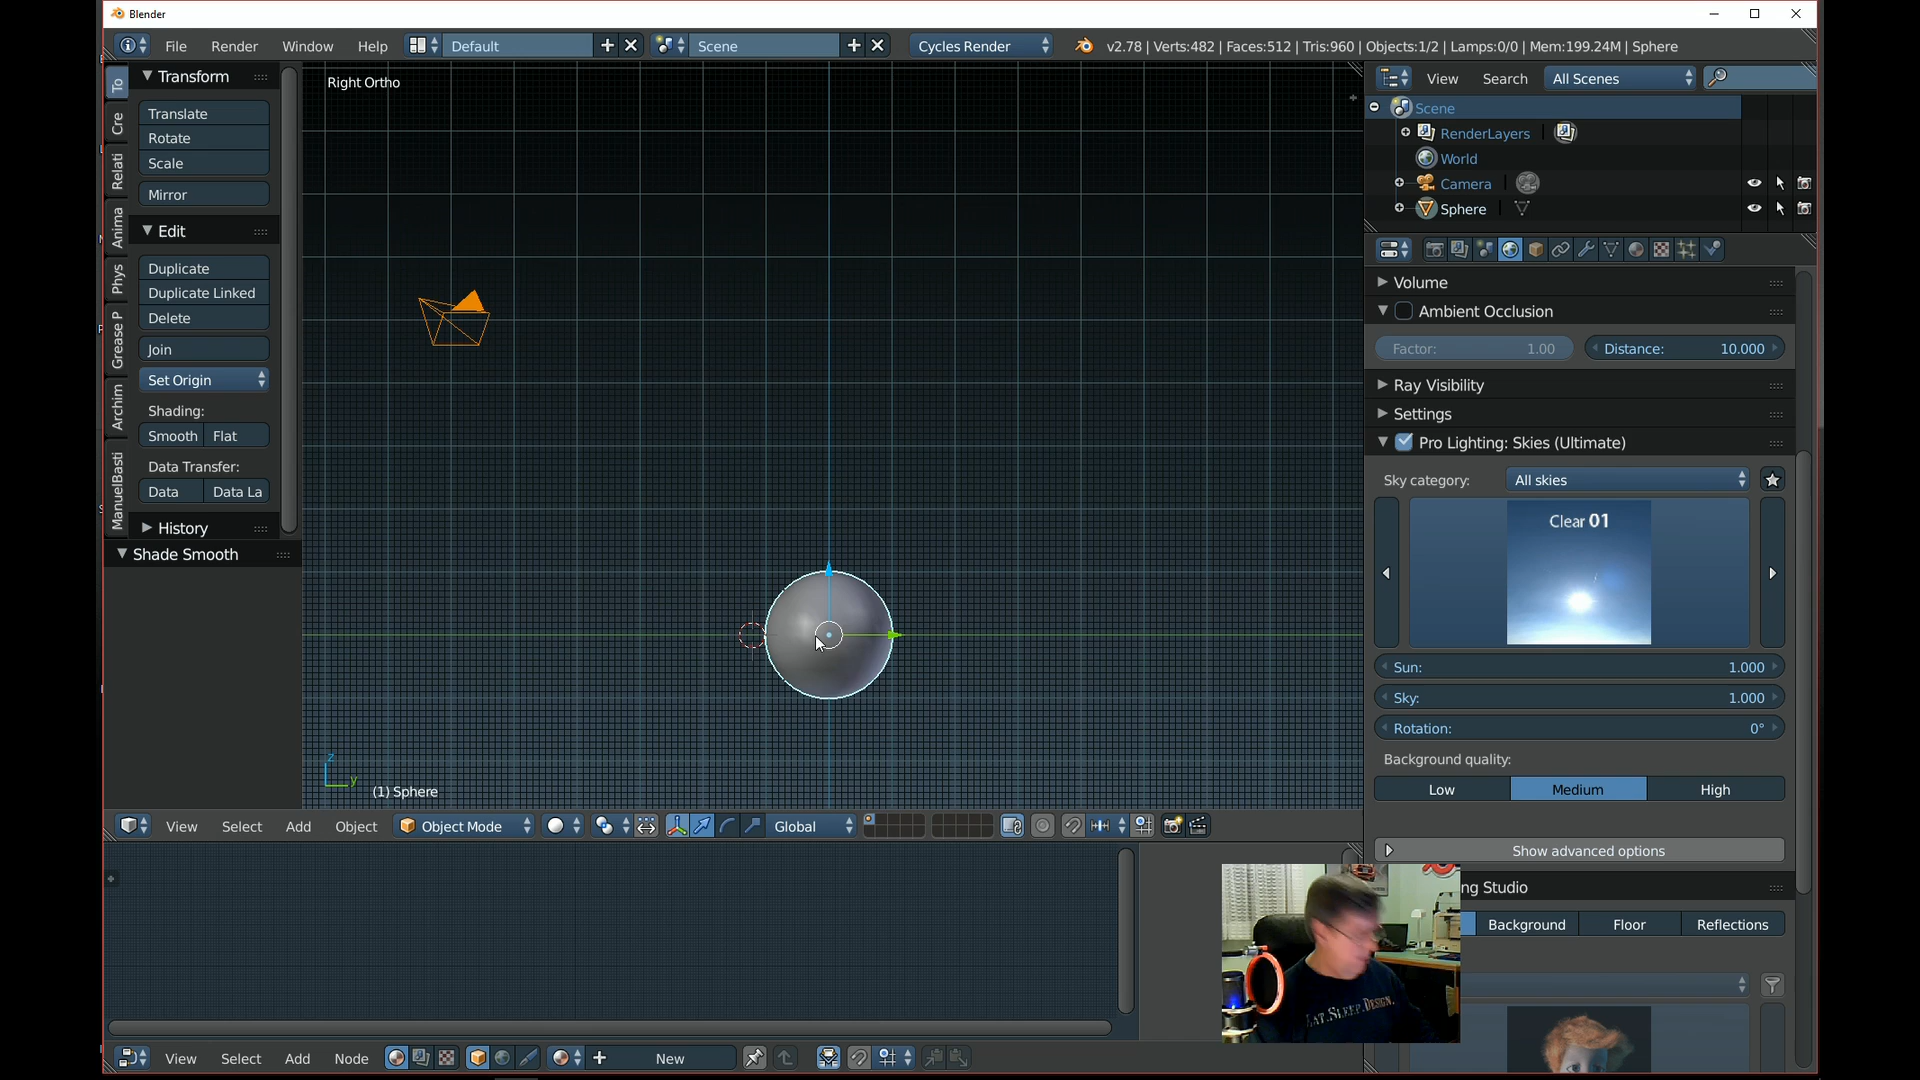 Blender
File Render Window Help Default Scene Cycles Render v2.78 | Verts:482 | Faces:512 | Tris:960 | Objects:1/2 | Lamps:0/0 | Mem:199.24M | Sphere
To
Cre
Relati
Anima
Phys
Grease P
Archim
ManuelBasti
Transform
Translate
Rotate
Scale
Mirror
Edit
Duplicate
Duplicate Linked
Delete
Join
Set Origin
Shading:
Smooth Flat
Data Transfer:
Data Data La
History
Shade Smooth
Right Ortho
z
y
(1) Sphere
View Select Add Object Object Mode Global
View Select Add Node New
View Search All Scenes
Scene
RenderLayers
World
Camera
Sphere
Volume
Ambient Occlusion
Factor: 1.00 Distance: 10.000
Ray Visibility
Settings
Pro Lighting: Skies (Ultimate)
Sky category: All skies
Clear 01
Sun: 1.000
Sky: 1.000
Rotation: 0°
Background quality:
Low Medium High
Show advanced options
ng Studio
Background Floor Reflections
EAT.SLEEP.DESIGN.